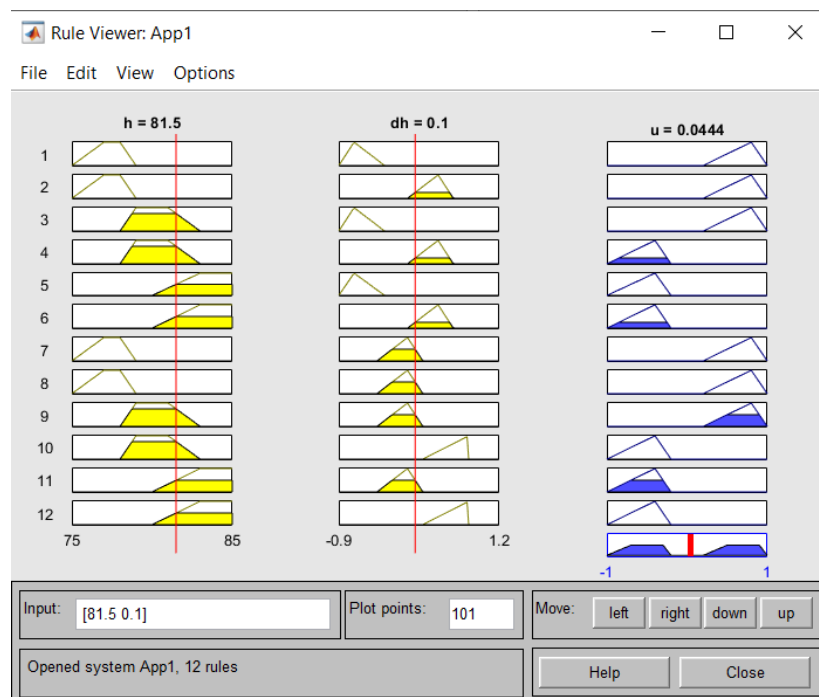 Rule Viewer: App1
File Edit View Options
h = 81.5 dh = 0.1 u = 0.0444
1
2
3
4
5
6
7
8
9
10
11
12
75 85 -0.9 1.2
-1 1
Input: [81.5 0.1] Plot points: 101 Move: left right down up
Opened system App1, 12 rules Help Close